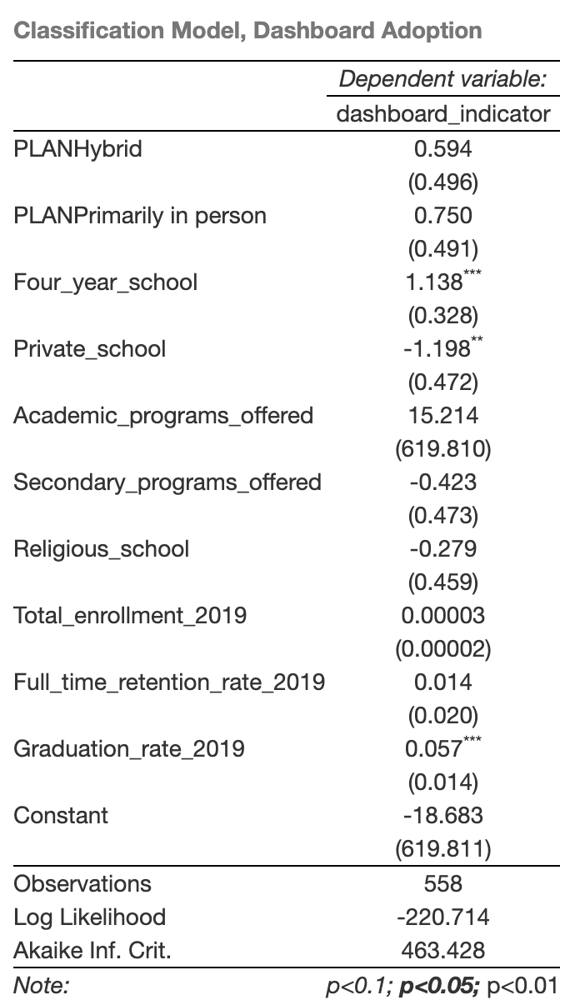 Classification Model, Dashboard Adoption
Dependent variable:
dashboard_indicator
PLANHybrid 0.594
(0.496)
PLANPrimarily in person 0.750
(0.491)
Four_year_school 1.138***
(0.328)
Private_school -1.198**
(0.472)
Academic_programs_offered 15.214
(619.810)
Secondary_programs_offered -0.423
(0.473)
Religious_school -0.279
(0.459)
Total_enrollment_2019 0.00003
(0.00002)
Full_time_retention_rate_2019 0.014
(0.020)
Graduation_rate_2019 0.057***
(0.014)
Constant -18.683
(619.811)
Observations 558
Log Likelihood -220.714
Akaike Inf. Crit. 463.428
Note: p<0.1; p<0.05; p<0.01